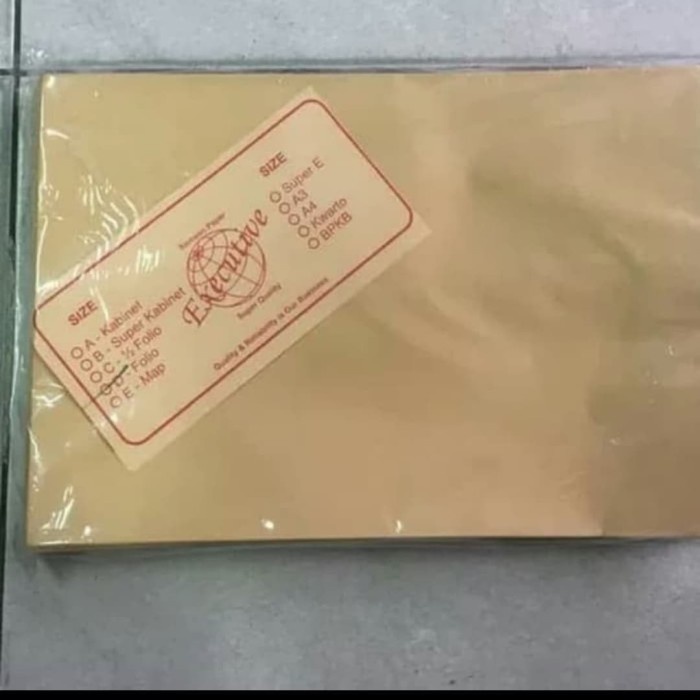 SIZE
A - Kabinet
B - Super Kabinet
C - ½ Folio
D - Folio
E - Map
Executive
Super Quality
Quality & Reliability is Our Business
SIZE
Super E
A3
A4
Kwarto
BPKB